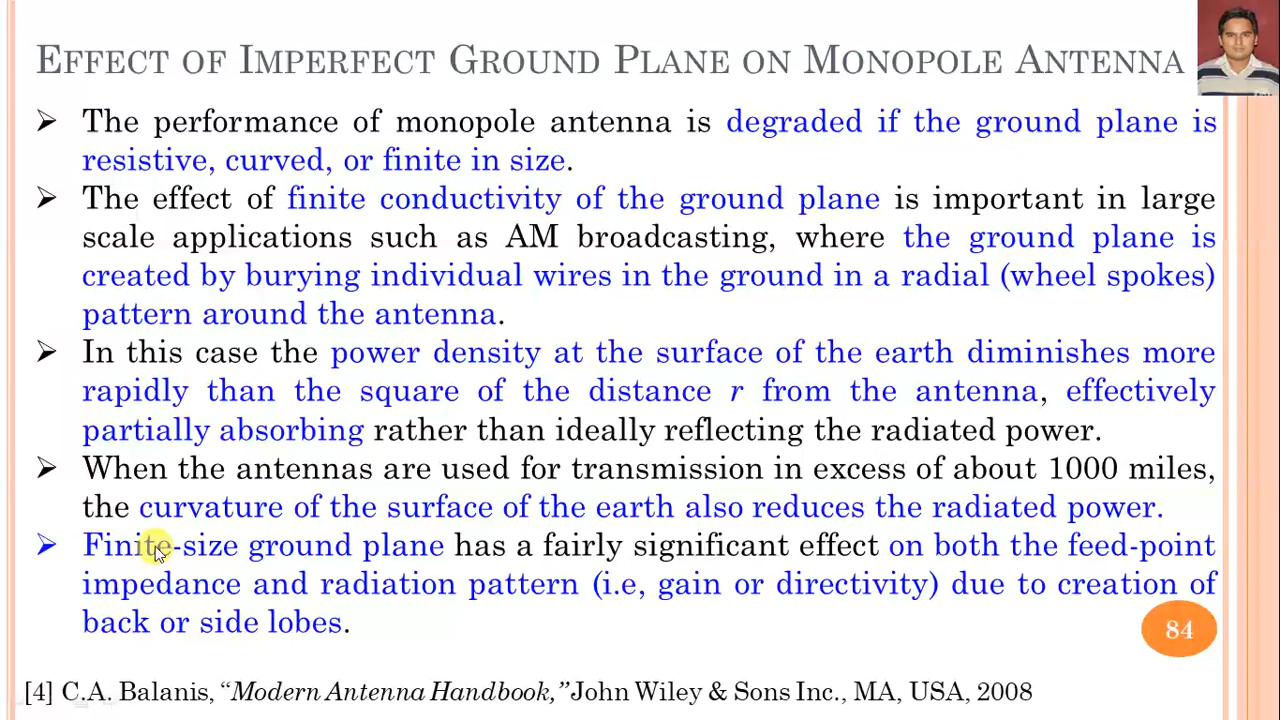 EFFECT OF IMPERFECT GROUND PLANE ON MONOPOLE ANTENNA
➢ The performance of monopole antenna is degraded if the ground plane is
resistive, curved, or finite in size.
➢ The effect of finite conductivity of the ground plane is important in large
scale applications such as AM broadcasting, where the ground plane is
created by burying individual wires in the ground in a radial (wheel spokes)
pattern around the antenna.
➢ In this case the power density at the surface of the earth diminishes more
rapidly than the square of the distance r from the antenna, effectively
partially absorbing rather than ideally reflecting the radiated power.
➢ When the antennas are used for transmission in excess of about 1000 miles,
the curvature of the surface of the earth also reduces the radiated power.
➢ Finite-size ground plane has a fairly significant effect on both the feed-point
impedance and radiation pattern (i.e, gain or directivity) due to creation of
back or side lobes.
84
[4] C.A. Balanis, “Modern Antenna Handbook,” John Wiley & Sons Inc., MA, USA, 2008